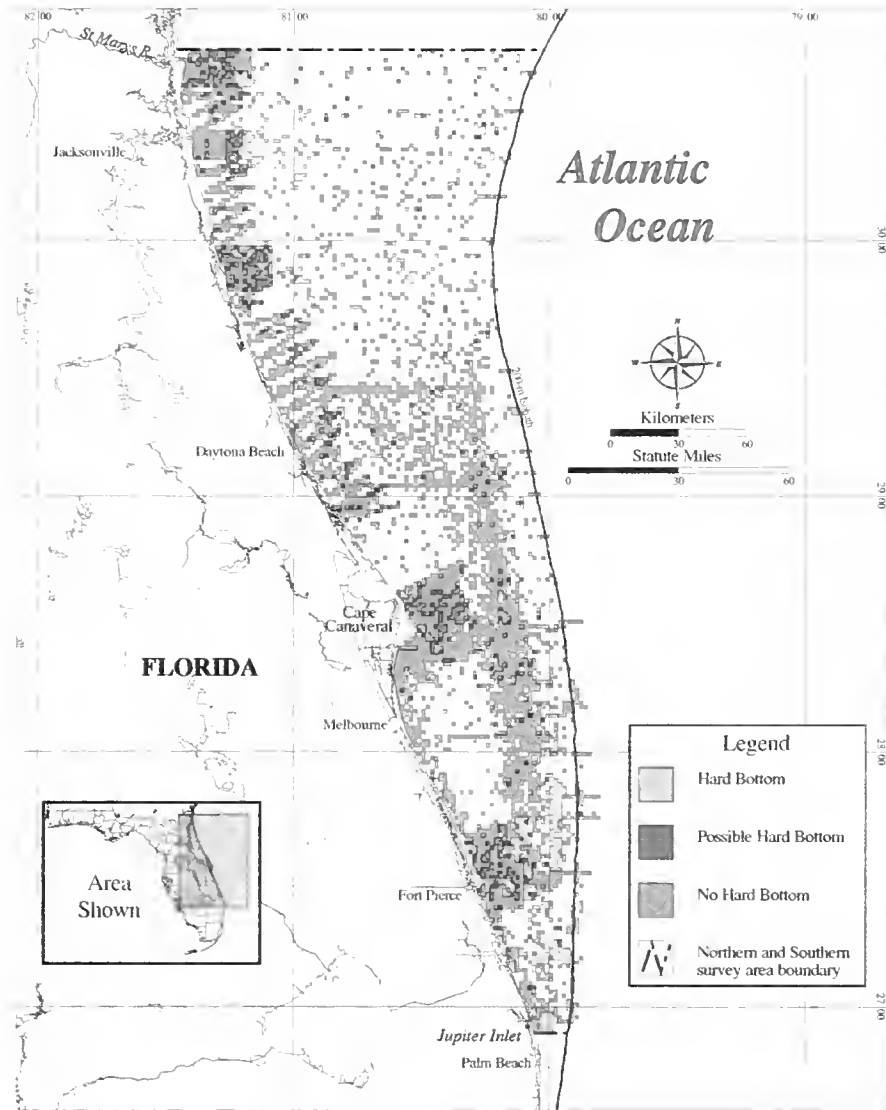 82 00
81 00
80 00
79 00
St Marys R.
Jacksonville
Atlantic
Ocean
30 00
N
W
E
S
200-m isobath
Kilometers
0 30 60
Statute Miles
0 30 60
Daytona Beach
29 00
Cape
Canaveral
FLORIDA
Melbourne
28 00
Legend
Hard Bottom
Possible Hard Bottom
No Hard Bottom
Northern and Southern
survey area boundary
Area
Shown
Fort Pierce
27 00
Jupiter Inlet
Palm Beach